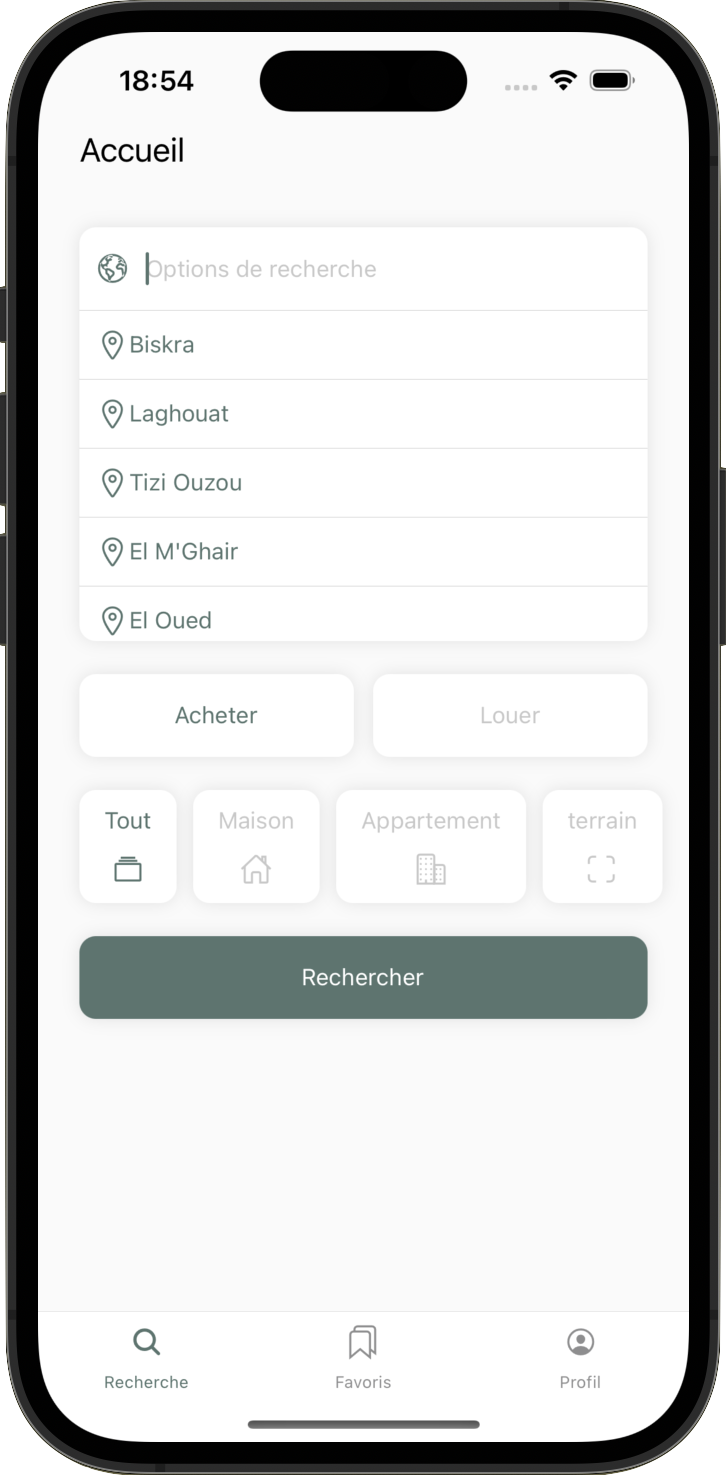 18:54
Accueil
Options de recherche
Biskra
Laghouat
Tizi Ouzou
El M'Ghair
El Oued
Acheter Louer
Tout Maison Appartement terrain
Rechercher
Recherche Favoris Profil